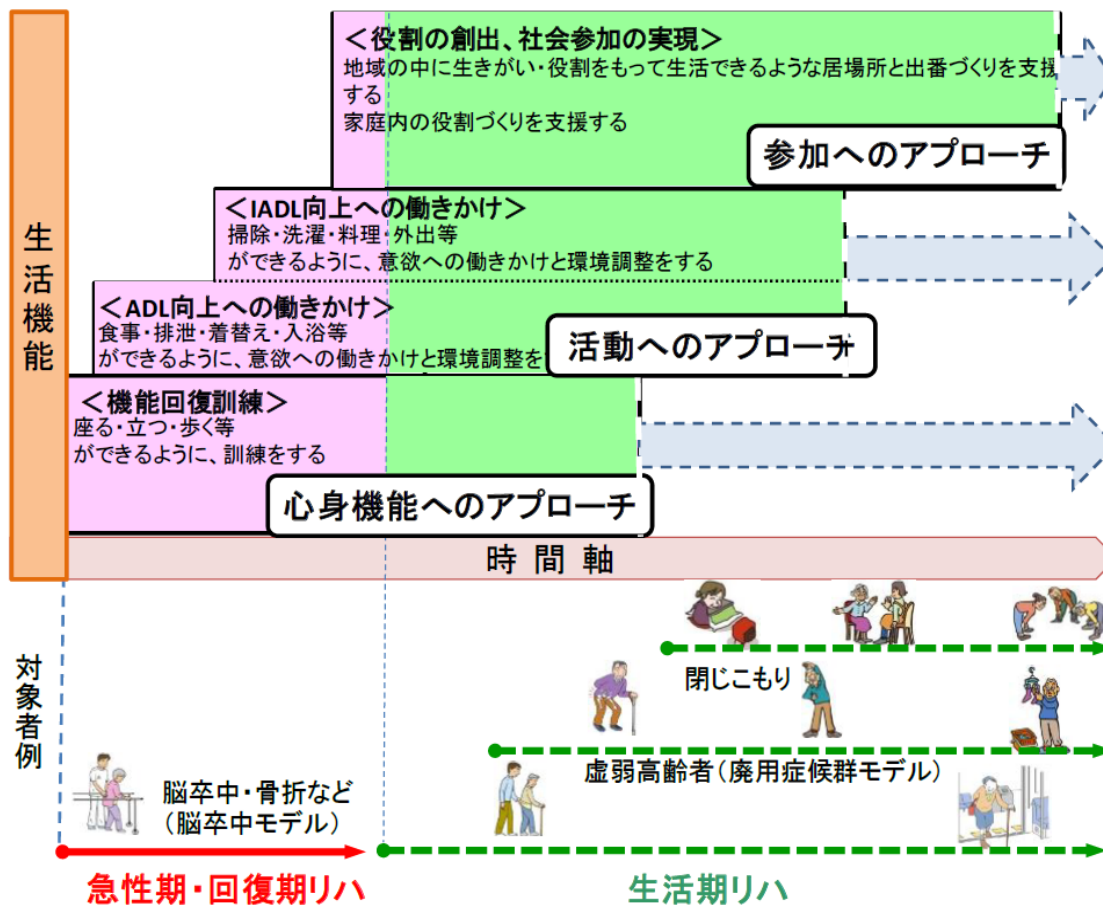 生活機能
＜役割の創出、社会参加の実現＞
地域の中に生きがい・役割をもって生活できるような居場所と出番づくりを支援
する
家庭内の役割づくりを支援する
参加へのアプローチ
＜IADL向上への働きかけ＞
掃除・洗濯・料理・外出等
ができるように、意欲への働きかけと環境調整をする
＜ADL向上への働きかけ＞
食事・排泄・着替え・入浴等
ができるように、意欲への働きかけと環境調整を
活動へのアプローチ
＜機能回復訓練＞
座る・立つ・歩く等
ができるように、訓練をする
心身機能へのアプローチ
時間軸
対象者例
閉じこもり
虚弱高齢者（廃用症候群モデル）
脳卒中・骨折など
（脳卒中モデル）
急性期・回復期リハ
生活期リハ